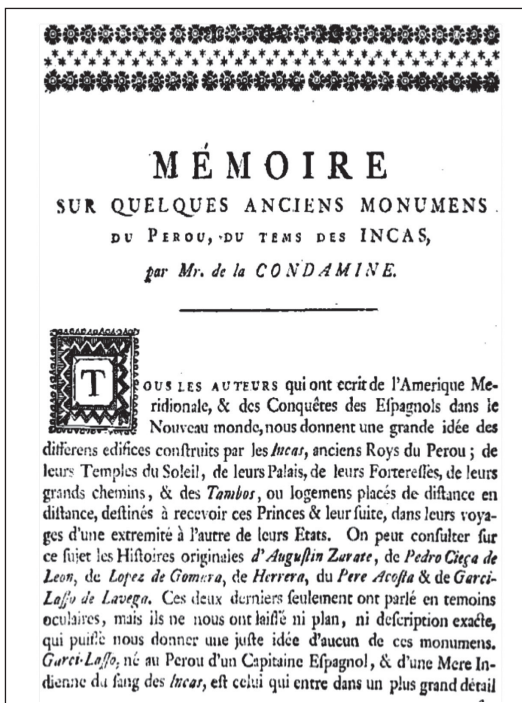 MÉMOIRE
SUR QUELQUES ANCIENS MONUMENS
DU PEROU, DU TEMS DES INCAS,
par Mr. de la CONDAMINE.
TOUS LES AUTEURS qui ont ecrit de l'Amerique Me-
ridionale, & des Conquêtes des Eſpagnols dans le
Nouveau monde, nous donnent une grande idée des
differens edifices conſtruits par les Incas, anciens Roys du Perou; de
leurs Temples du Soleil, de leurs Palais, de leurs Fortereſſes, de leurs
grands chemins, & des Tambos, ou logemens placés de diſtance en
diſtance, deſtinés à recevoir ces Princes & leur ſuite, dans leurs voya-
ges d'une extremité à l'autre de leurs Etats. On peut conſulter ſur
ce ſujet les Hiſtoires originales d'Auguſtin Zarate, de Pedro Cieça de
Leon, de Lopez de Gomara, de Herrera, du Pere Acoſta & de Garci-
Laſſo de Lavega. Ces deux derniers ſeulement ont parlé en temoins
oculaires, mais ils ne nous ont laiſſé ni plan, ni deſcription exacte,
qui puiſſe nous donner une juſte idée d'aucun de ces monumens.
Garci-Laſſo, né au Perou d'un Capitaine Eſpagnol, & d'une Mere In-
dienne du ſang des Incas, eſt celui qui entre dans un plus grand détail